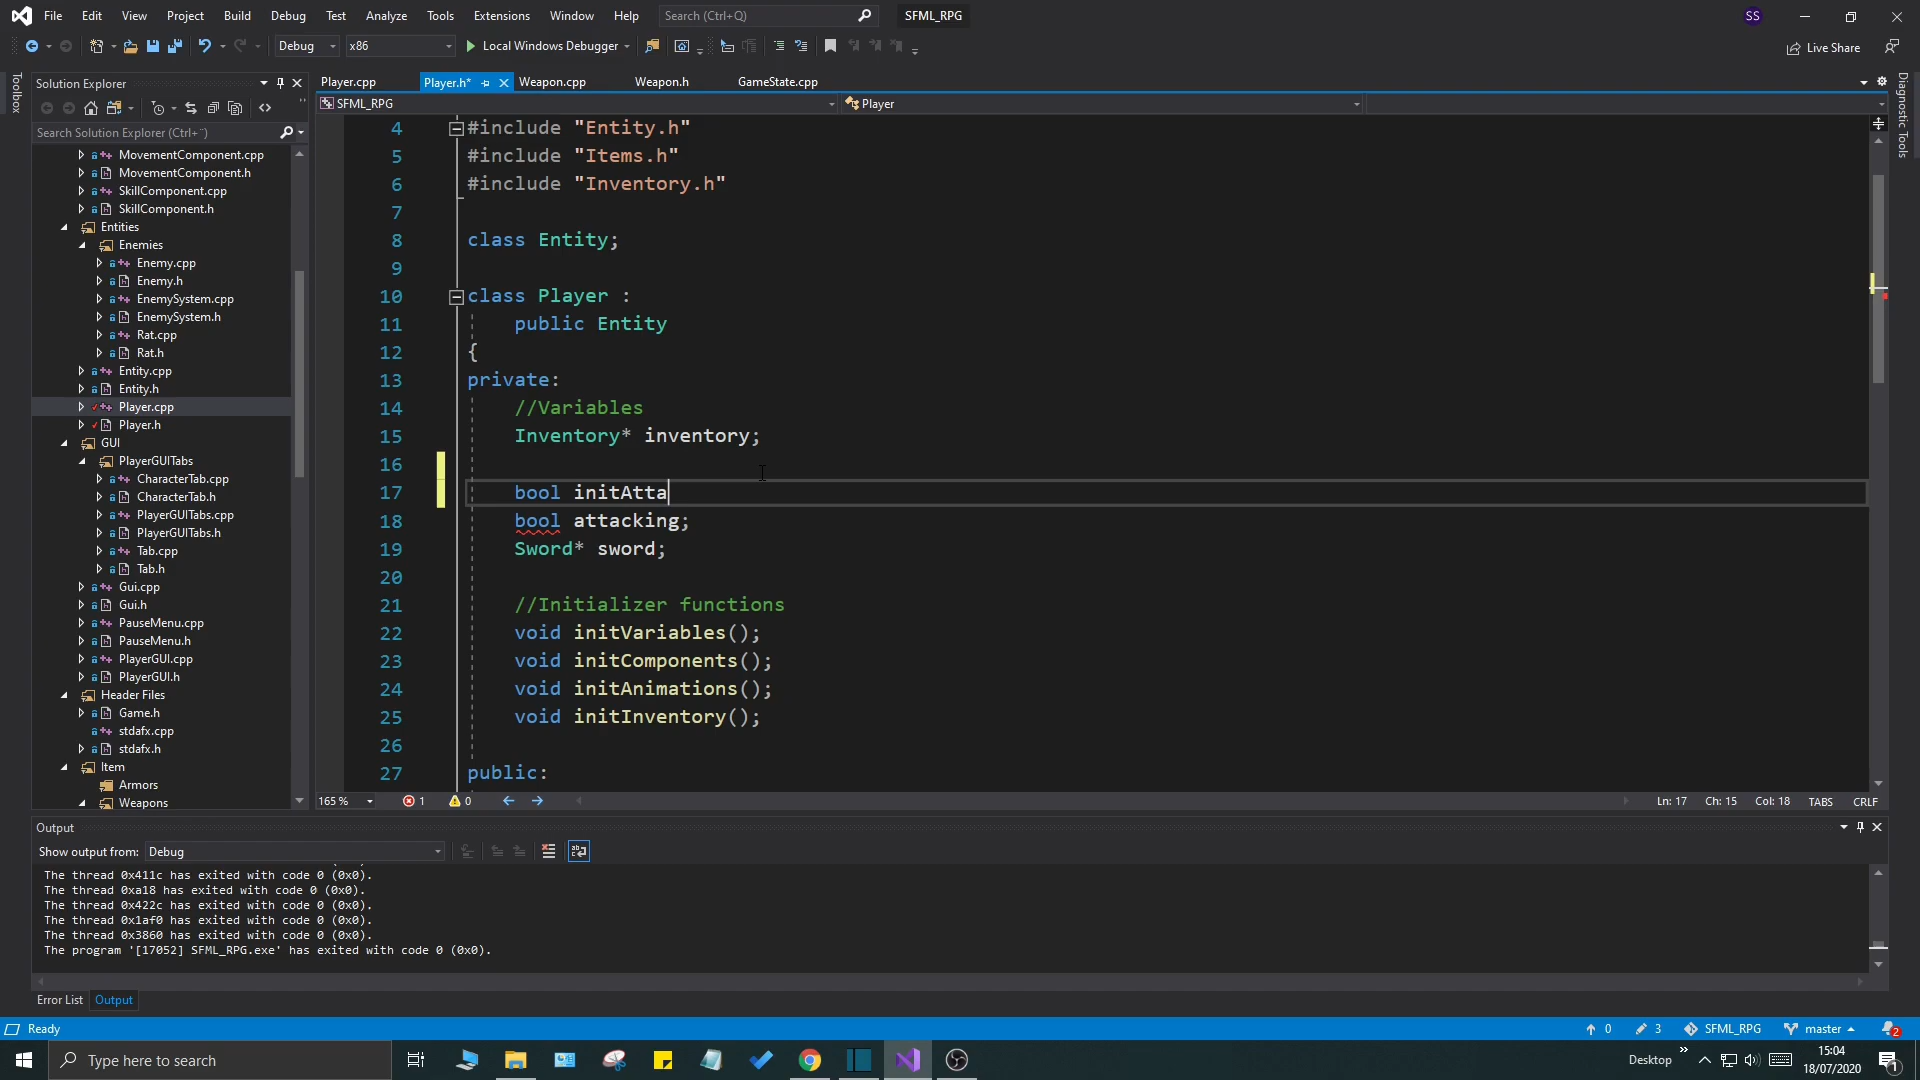 File Edit View Project Build Debug Test Analyze Tools Extensions Window Help Search (Ctrl+Q) SFML_RPG SS
Debug x86 Local Windows Debugger Live Share
Toolbox
Solution Explorer
Search Solution Explorer (Ctrl+¨)
MovementComponent.cpp
MovementComponent.h
SkillComponent.cpp
SkillComponent.h
Entities
Enemies
Enemy.cpp
Enemy.h
EnemySystem.cpp
EnemySystem.h
Rat.cpp
Rat.h
Entity.cpp
Entity.h
Player.cpp
Player.h
GUI
PlayerGUITabs
CharacterTab.cpp
CharacterTab.h
PlayerGUITabs.cpp
PlayerGUITabs.h
Tab.cpp
Tab.h
Gui.cpp
Gui.h
PauseMenu.cpp
PauseMenu.h
PlayerGUI.cpp
PlayerGUI.h
Header Files
Game.h
stdafx.cpp
stdafx.h
Item
Armors
Weapons
Player.cpp Player.h* Weapon.cpp Weapon.h GameState.cpp
SFML_RPG Player
4 #include "Entity.h"
5 #include "Items.h"
6 #include "Inventory.h"
7
8 class Entity;
9
10 class Player :
11 public Entity
12 {
13 private:
14 //Variables
15 Inventory* inventory;
16
17 bool initAtta
18 bool attacking;
19 Sword* sword;
20
21 //Initializer functions
22 void initVariables();
23 void initComponents();
24 void initAnimations();
25 void initInventory();
26
27 public:
165 % 1 0 Ln: 17 Ch: 15 Col: 18 TABS CRLF
Diagnostic Tools
Output
Show output from: Debug
The thread 0x411c has exited with code 0 (0x0).
The thread 0xa18 has exited with code 0 (0x0).
The thread 0x422c has exited with code 0 (0x0).
The thread 0x1af0 has exited with code 0 (0x0).
The thread 0x3860 has exited with code 0 (0x0).
The program '[17052] SFML_RPG.exe' has exited with code 0 (0x0).
Error List Output
Ready 0 3 SFML_RPG master 2
Type here to search Desktop 15:04
18/07/2020 1